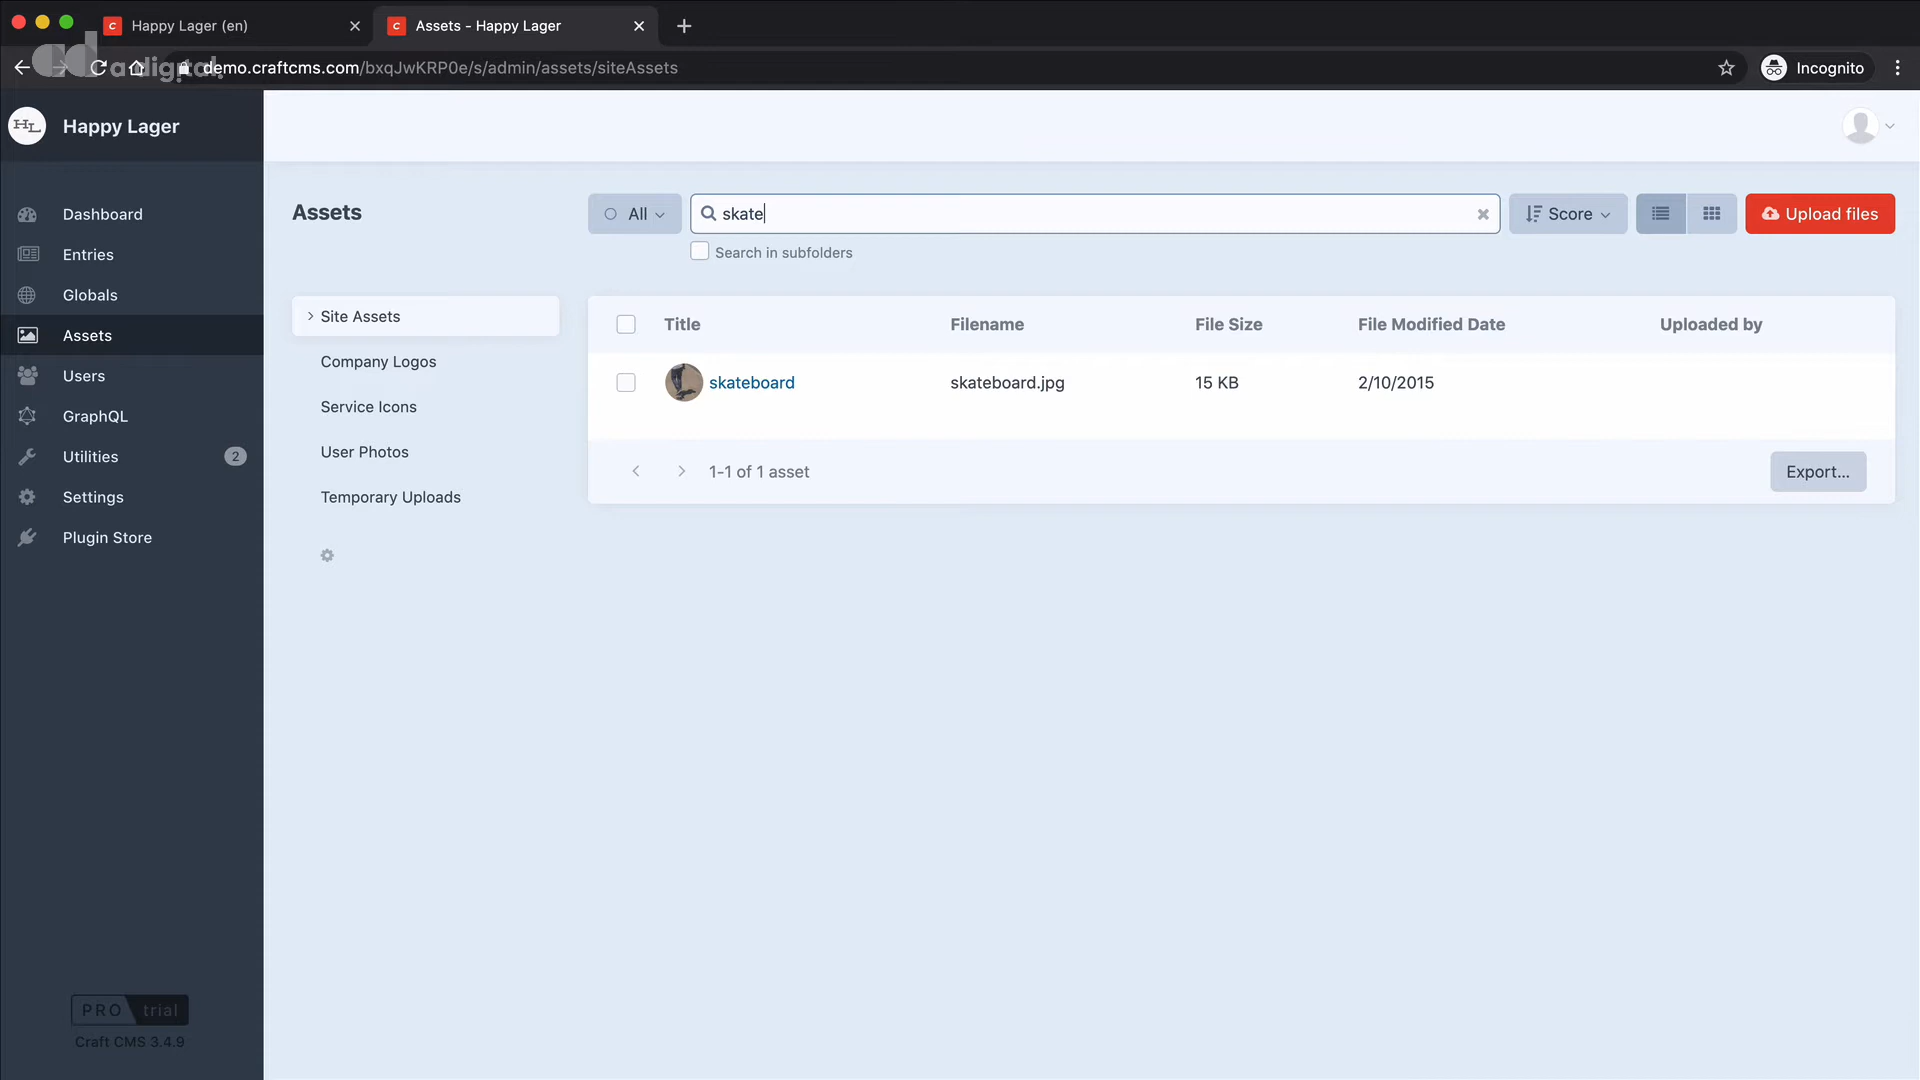 Happy Lager (en)
Assets - Happy Lager
adigital
demo.craftcms.com/bxqJwKRP0e/s/admin/assets/siteAssets
Incognito
HL
Happy Lager
Dashboard
Entries
Globals
Assets
Users
GraphQL
Utilities
2
Settings
Plugin Store
PRO trial
Craft CMS 3.4.9
Assets
All
skate
Score
Upload files
Search in subfolders
Site Assets
Company Logos
Service Icons
User Photos
Temporary Uploads
Title Filename File Size File Modified Date Uploaded by
skateboard skateboard.jpg 15 KB 2/10/2015
1-1 of 1 asset
Export...